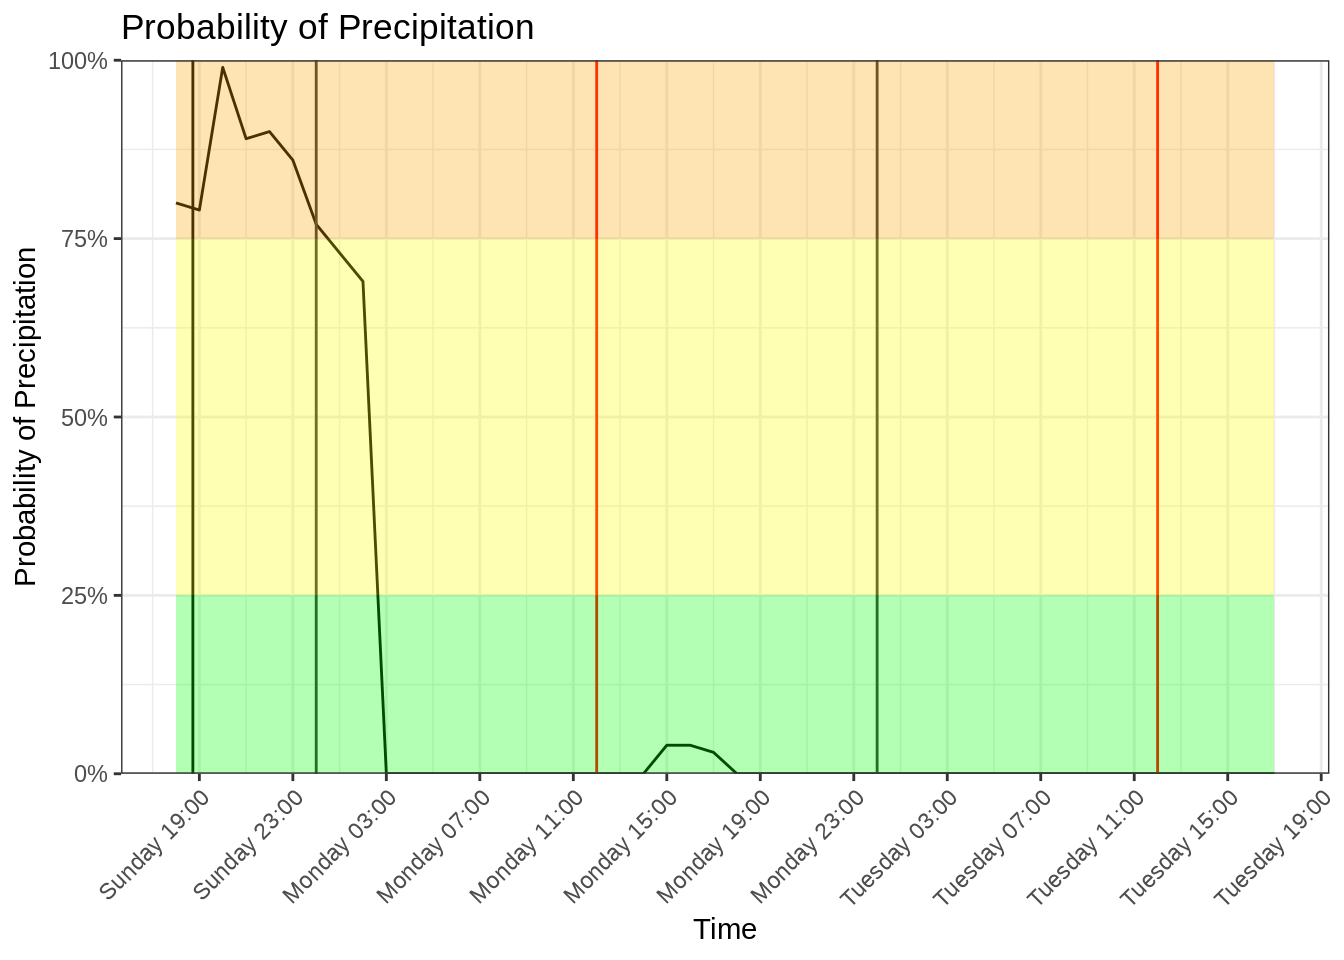 Probability of Precipitation
Probability of Precipitation
100%
75%
50%
25%
0%
Sunday 19:00
Sunday 23:00
Monday 03:00
Monday 07:00
Monday 11:00
Monday 15:00
Monday 19:00
Monday 23:00
Tuesday 03:00
Tuesday 07:00
Tuesday 11:00
Tuesday 15:00
Tuesday 19:00
Time